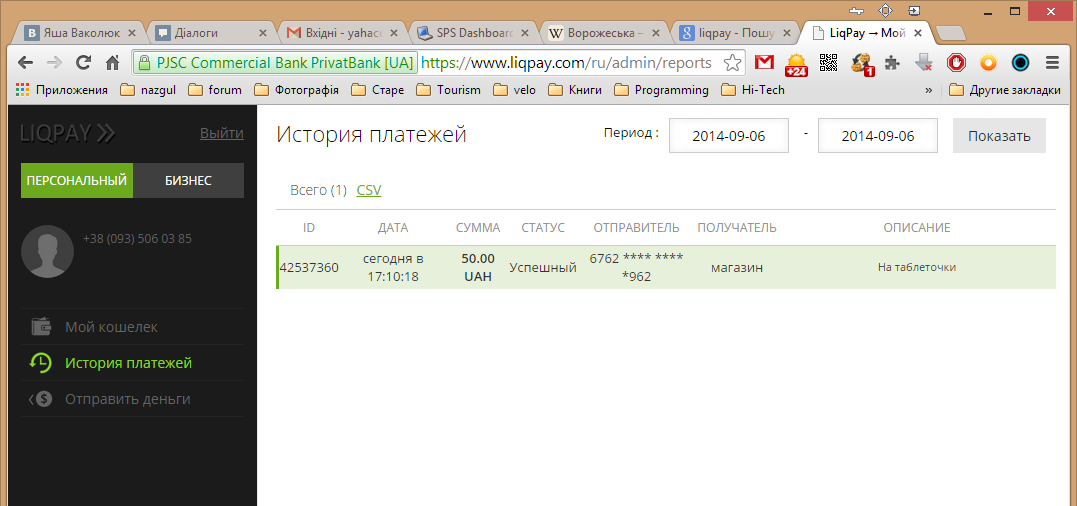 Яша Ваколюк
Діалоги
Вхідні - yahac
SPS Dashboard
Ворожеська –
liqpay - Пошу
LiqPay → Мой
PJSC Commercial Bank PrivatBank [UA]
https://www.liqpay.com/ru/admin/reports
+24
1
Приложения
nazgul
forum
Фотографія
Старе
Tourism
velo
Книги
Programming
Hi-Tech
»
Другие закладки
LIQPAY
Выйти
ПЕРСОНАЛЬНЫЙ
БИЗНЕС
+38 (093) 506 03 85
Мой кошелек
История платежей
Отправить деньги
История платежей
Период :
2014-09-06
-
2014-09-06
Показать
Всего (1) CSV
ID ДАТА СУММА СТАТУС ОТПРАВИТЕЛЬ ПОЛУЧАТЕЛЬ ОПИСАНИЕ
42537360 сегодня в 17:10:18 50.00 UAH Успешный 6762 **** **** *962 магазин На таблеточки